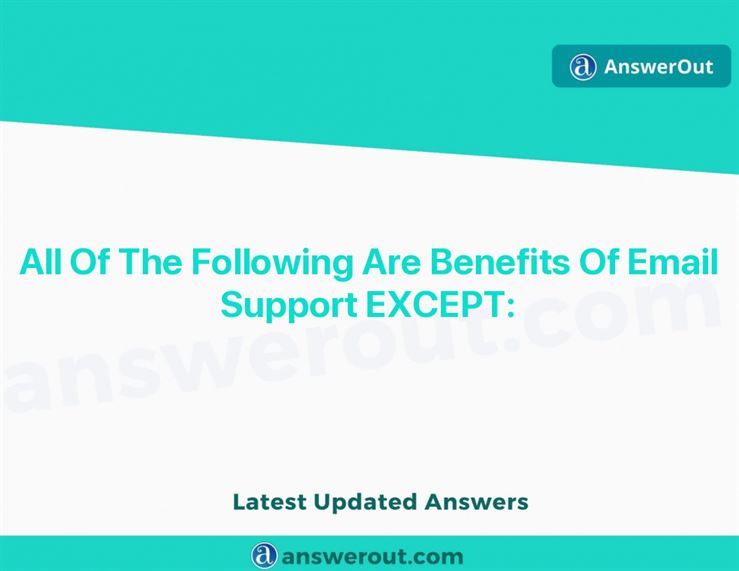 AnswerOut
All Of The Following Are Benefits Of Email
Support EXCEPT:
answerout.com
Latest Updated Answers
answerout.com